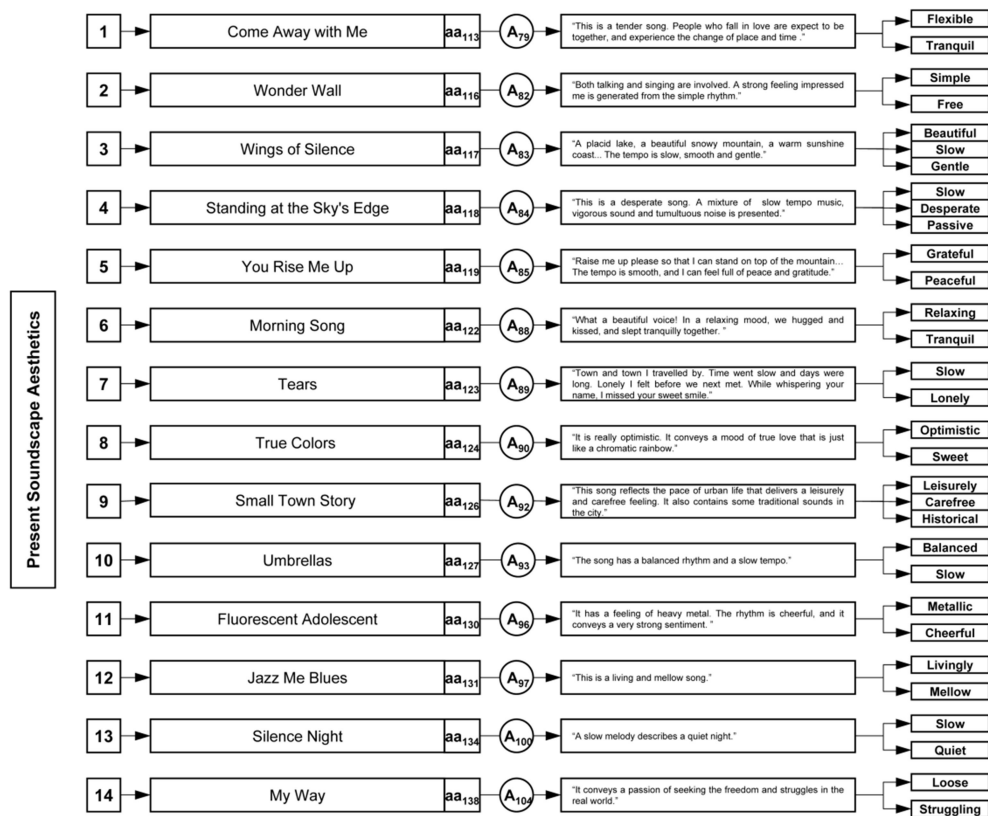 Present Soundscape Aesthetics
1
Come Away with Me
aa113
A79
“This is a tender song. People who fall in love are expect to be
together, and experience the change of place and time .”
Flexible
Tranquil
2
Wonder Wall
aa116
A82
“Both talking and singing are involved. A strong feeling impressed
me is generated from the simple rhythm.”
Simple
Free
3
Wings of Silence
aa117
A83
“A placid lake, a beautiful snowy mountain, a warm sunshine
coast... The tempo is slow, smooth and gentle.”
Beautiful
Slow
Gentle
4
Standing at the Sky's Edge
aa118
A84
“This is a desperate song. A mixture of slow tempo music,
vigorous sound and tumultuous noise is presented.”
Slow
Desperate
Passive
5
You Rise Me Up
aa119
A85
“Raise me up please so that I can stand on top of the mountain…
The tempo is smooth, and I can feel full of peace and gratitude.”
Grateful
Peaceful
6
Morning Song
aa122
A88
“What a beautiful voice! In a relaxing mood, we hugged and
kissed, and slept tranquilly together. ”
Relaxing
Tranquil
7
Tears
aa123
A89
“Town and town I travelled by. Time went slow and days were
long. Lonely I felt before we next met. While whispering your
name, I missed your sweet smile.”
Slow
Lonely
8
True Colors
aa124
A90
“It is really optimistic. It conveys a mood of true love that is just
like a chromatic rainbow.”
Optimistic
Sweet
9
Small Town Story
aa126
A92
“This song reflects the pace of urban life that delivers a leisurely
and carefree feeling. It also contains some traditional sounds in
the city.”
Leisurely
Carefree
Historical
10
Umbrellas
aa127
A93
“The song has a balanced rhythm and a slow tempo.”
Balanced
Slow
11
Fluorescent Adolescent
aa130
A96
“It has a feeling of heavy metal. The rhythm is cheerful, and it
conveys a very strong sentiment. ”
Metallic
Cheerful
12
Jazz Me Blues
aa131
A97
“This is a living and mellow song.”
Livingly
Mellow
13
Silence Night
aa134
A100
“A slow melody describes a quiet night.”
Slow
Quiet
14
My Way
aa138
A104
“It conveys a passion of seeking the freedom and struggles in the
real world.”
Loose
Struggling